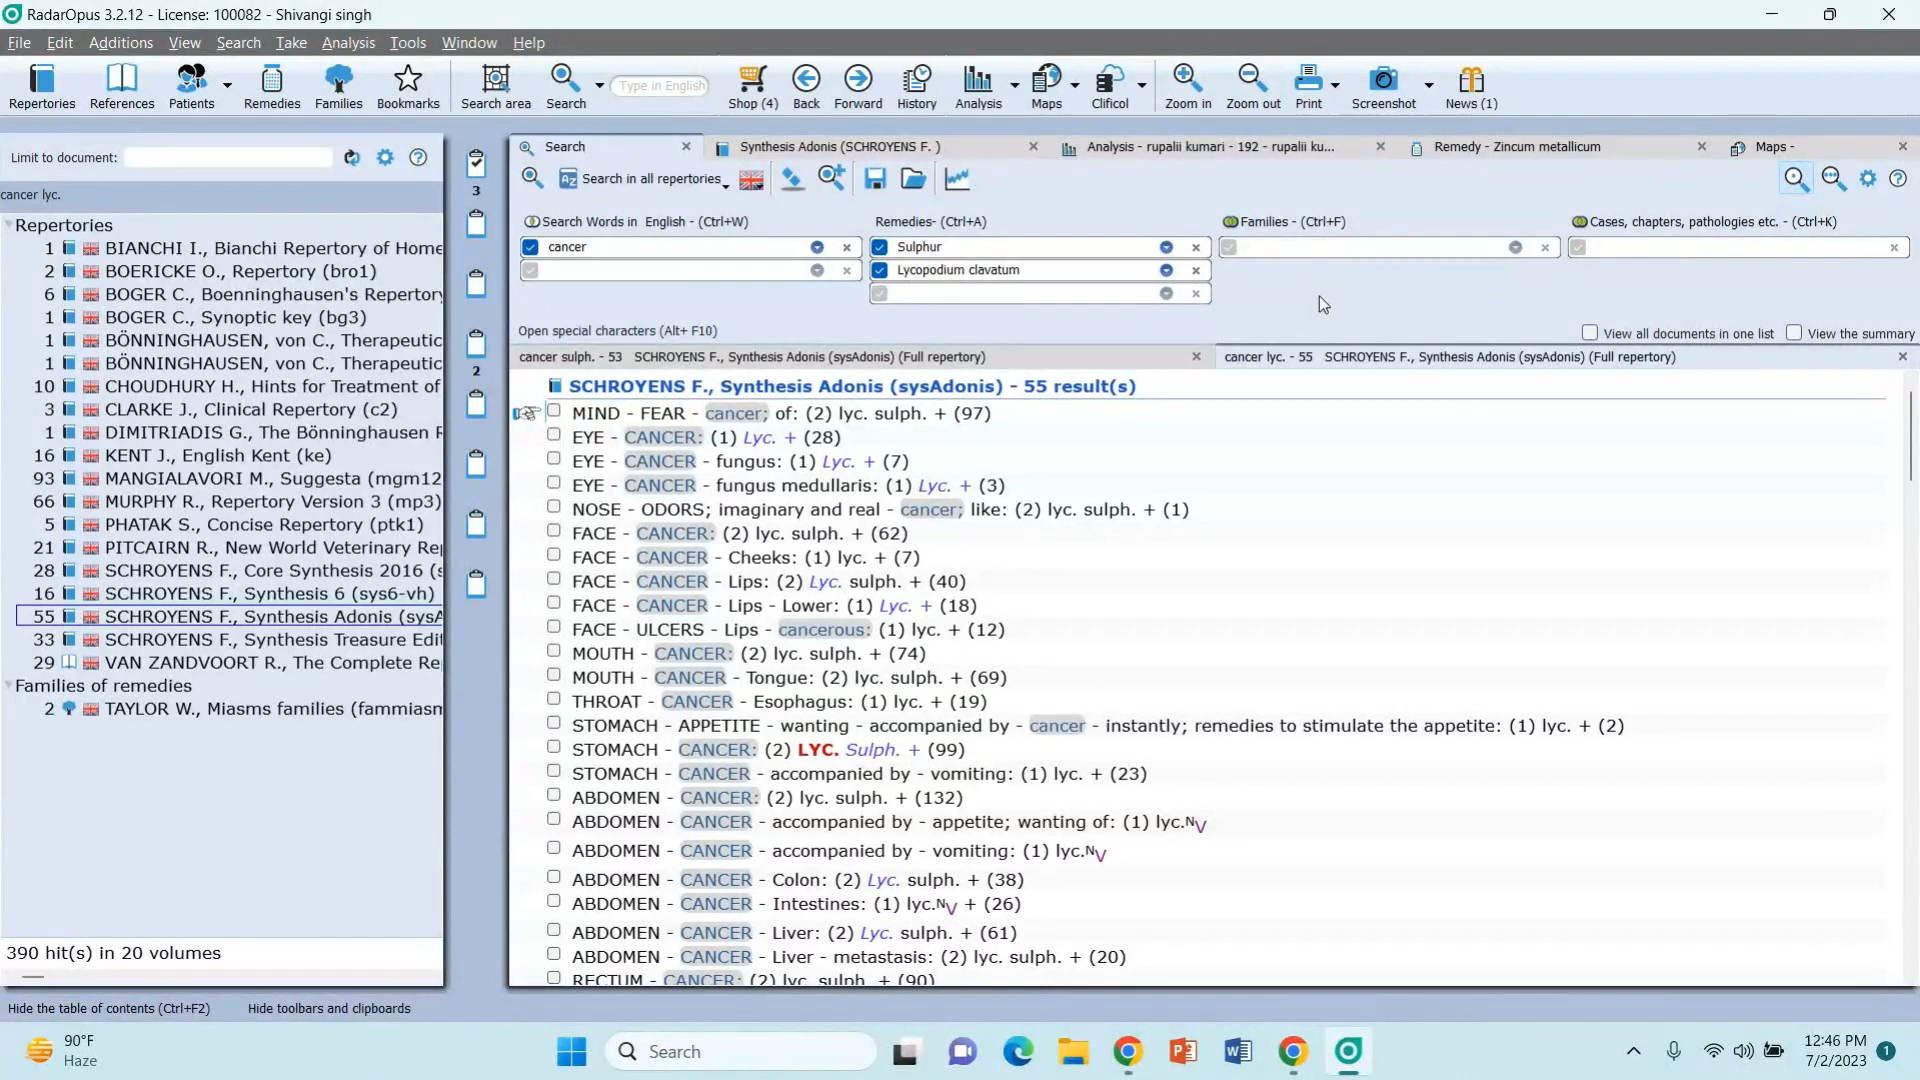 RadarOpus 3.2.12 - License: 100082 - Shivangi singh
File Edit Additions View Search Take Analysis Tools Window Help
Repertories References Patients Remedies Families Bookmarks Search area Search Type in English Shop (4) Back Forward History Analysis Maps Clificol Zoom in Zoom out Print Screenshot News (1)
Limit to document:
cancer lyc.
Repertories
1 BIANCHI I., Bianchi Repertory of Home
2 BOERICKE O., Repertory (bro1)
6 BOGER C., Boenninghausen's Repertory
1 BOGER C., Synoptic key (bg3)
1 BÖNNINGHAUSEN, von C., Therapeutic
1 BÖNNINGHAUSEN, von C., Therapeutic
10 CHOUDHURY H., Hints for Treatment of
3 CLARKE J., Clinical Repertory (c2)
1 DIMITRIADIS G., The Bönninghausen R
16 KENT J., English Kent (ke)
93 MANGIALAVORI M., Suggesta (mgm12
66 MURPHY R., Repertory Version 3 (mp3)
5 PHATAK S., Concise Repertory (ptk1)
21 PITCAIRN R., New World Veterinary Re
28 SCHROYENS F., Core Synthesis 2016 (s
16 SCHROYENS F., Synthesis 6 (sys6-vh)
55 SCHROYENS F., Synthesis Adonis (sysA
33 SCHROYENS F., Synthesis Treasure Edit
29 VAN ZANDVOORT R., The Complete Re
Families of remedies
2 TAYLOR W., Miasms families (fammiasm
390 hit(s) in 20 volumes
3
2
Search Synthesis Adonis (SCHROYENS F. ) Analysis - rupalii kumari - 192 - rupalii ku... Remedy - Zincum metallicum Maps -
AZ Search in all repertories
Search Words in English - (Ctrl+W) Remedies- (Ctrl+A) Families - (Ctrl+F) Cases, chapters, pathologies etc. - (Ctrl+K)
cancer Sulphur
Lycopodium clavatum
Open special characters (Alt+ F10) View all documents in one list View the summary
cancer sulph. - 53 SCHROYENS F., Synthesis Adonis (sysAdonis) (Full repertory) cancer lyc. - 55 SCHROYENS F., Synthesis Adonis (sysAdonis) (Full repertory)
SCHROYENS F., Synthesis Adonis (sysAdonis) - 55 result(s)
MIND - FEAR - cancer; of: (2) lyc. sulph. + (97)
EYE - CANCER: (1) Lyc. + (28)
EYE - CANCER - fungus: (1) Lyc. + (7)
EYE - CANCER - fungus medullaris: (1) Lyc. + (3)
NOSE - ODORS; imaginary and real - cancer; like: (2) lyc. sulph. + (1)
FACE - CANCER: (2) lyc. sulph. + (62)
FACE - CANCER - Cheeks: (1) lyc. + (7)
FACE - CANCER - Lips: (2) Lyc. sulph. + (40)
FACE - CANCER - Lips - Lower: (1) Lyc. + (18)
FACE - ULCERS - Lips - cancerous: (1) lyc. + (12)
MOUTH - CANCER: (2) lyc. sulph. + (74)
MOUTH - CANCER - Tongue: (2) lyc. sulph. + (69)
THROAT - CANCER - Esophagus: (1) lyc. + (19)
STOMACH - APPETITE - wanting - accompanied by - cancer - instantly; remedies to stimulate the appetite: (1) lyc. + (2)
STOMACH - CANCER: (2) LYC. Sulph. + (99)
STOMACH - CANCER - accompanied by - vomiting: (1) lyc. + (23)
ABDOMEN - CANCER: (2) lyc. sulph. + (132)
ABDOMEN - CANCER - accompanied by - appetite; wanting of: (1) lyc.NV
ABDOMEN - CANCER - accompanied by - vomiting: (1) lyc.NV
ABDOMEN - CANCER - Colon: (2) Lyc. sulph. + (38)
ABDOMEN - CANCER - Intestines: (1) lyc.NV + (26)
ABDOMEN - CANCER - Liver: (2) Lyc. sulph. + (61)
ABDOMEN - CANCER - Liver - metastasis: (2) lyc. sulph. + (20)
RECTUM - CANCER: (2) lyc. sulph. + (90)
Hide the table of contents (Ctrl+F2) Hide toolbars and clipboards
90°F
Haze
Search
12:46 PM
7/2/2023
1